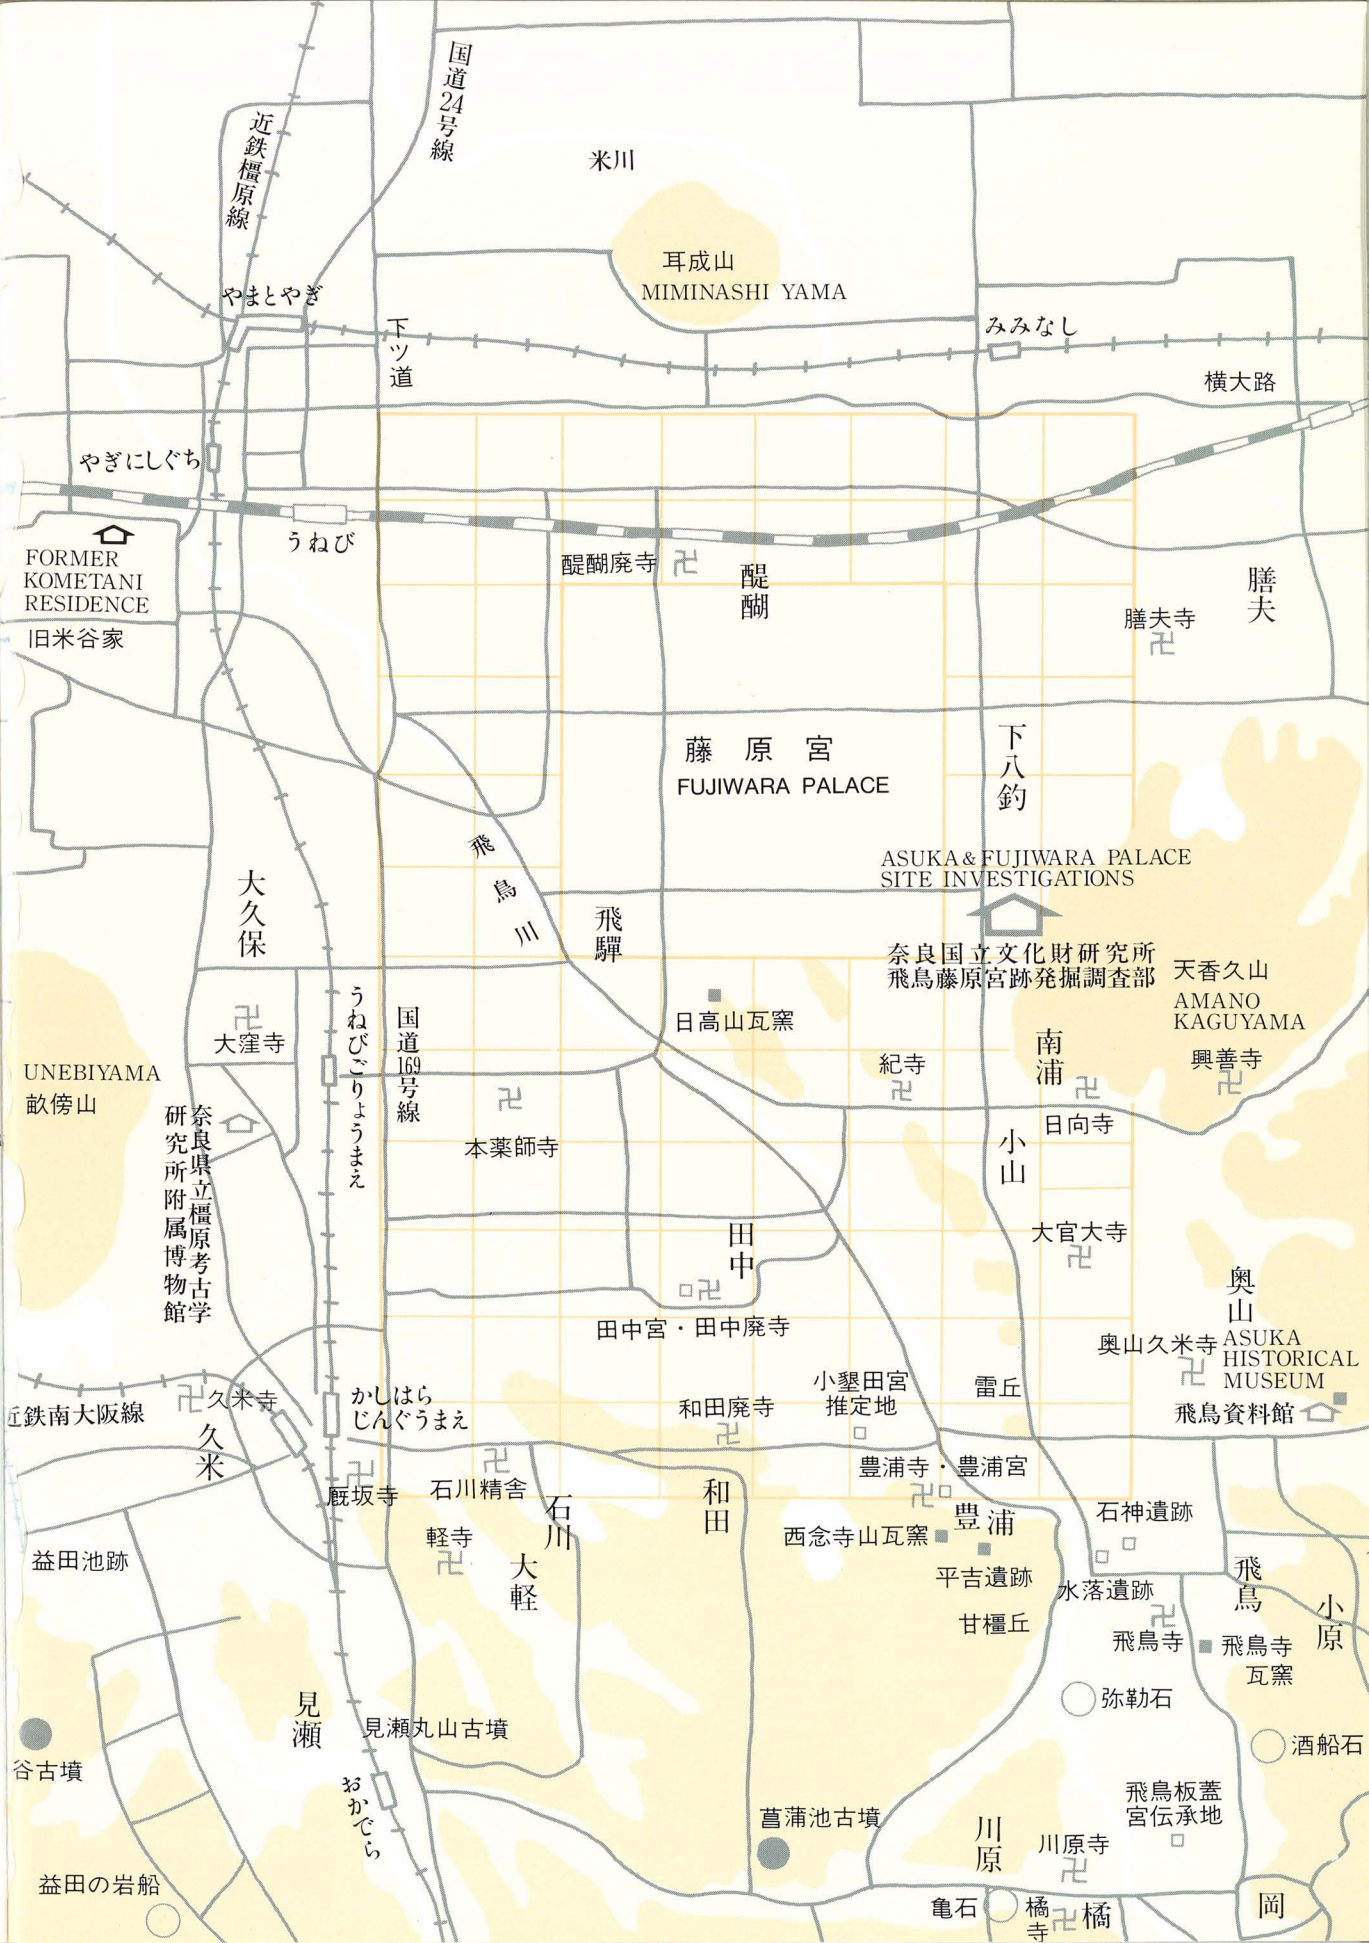 国道24号線
近鉄橿原線
米川
耳成山
MIMINASHI YAMA
やまとやぎ
下ツ道
みみなし
横大路
やぎにしぐち
うねび
FORMER
KOMETANI
RESIDENCE
旧米谷家
醍醐廃寺
醍醐
膳夫
膳夫寺
藤原宮
FUJIWARA PALACE
下八釣
飛鳥川
ASUKA & FUJIWARA PALACE
SITE INVESTIGATIONS
奈良国立文化財研究所
飛鳥藤原宮跡発掘調査部
大久保
飛騨
天香久山
AMANO
KAGUYAMA
日高山瓦窯
うねびごりょうまえ
国道169号線
大窪寺
南浦
興善寺
紀寺
UNEBIYAMA
畝傍山
奈良県立橿原考古学
研究所附属博物館
本薬師寺
日向寺
小山
田中
大官大寺
奥山
田中宮・田中廃寺
奥山久米寺
ASUKA
HISTORICAL
MUSEUM
飛鳥資料館
小墾田宮
推定地
雷丘
和田廃寺
久米寺
かしはら
じんぐうまえ
近鉄南大阪線
久米
厩坂寺
石川精舎
石川
和田
豊浦寺・豊浦宮
豊浦
石神遺跡
軽寺
大軽
西念寺山瓦窯
平吉遺跡
水落遺跡
益田池跡
飛鳥
小原
甘橿丘
飛鳥寺
飛鳥寺
瓦窯
弥勒石
見瀬
見瀬丸山古墳
酒船石
谷古墳
おかでら
菖蒲池古墳
飛鳥板蓋
宮伝承地
川原
川原寺
益田の岩船
亀石
橘寺
橘
岡